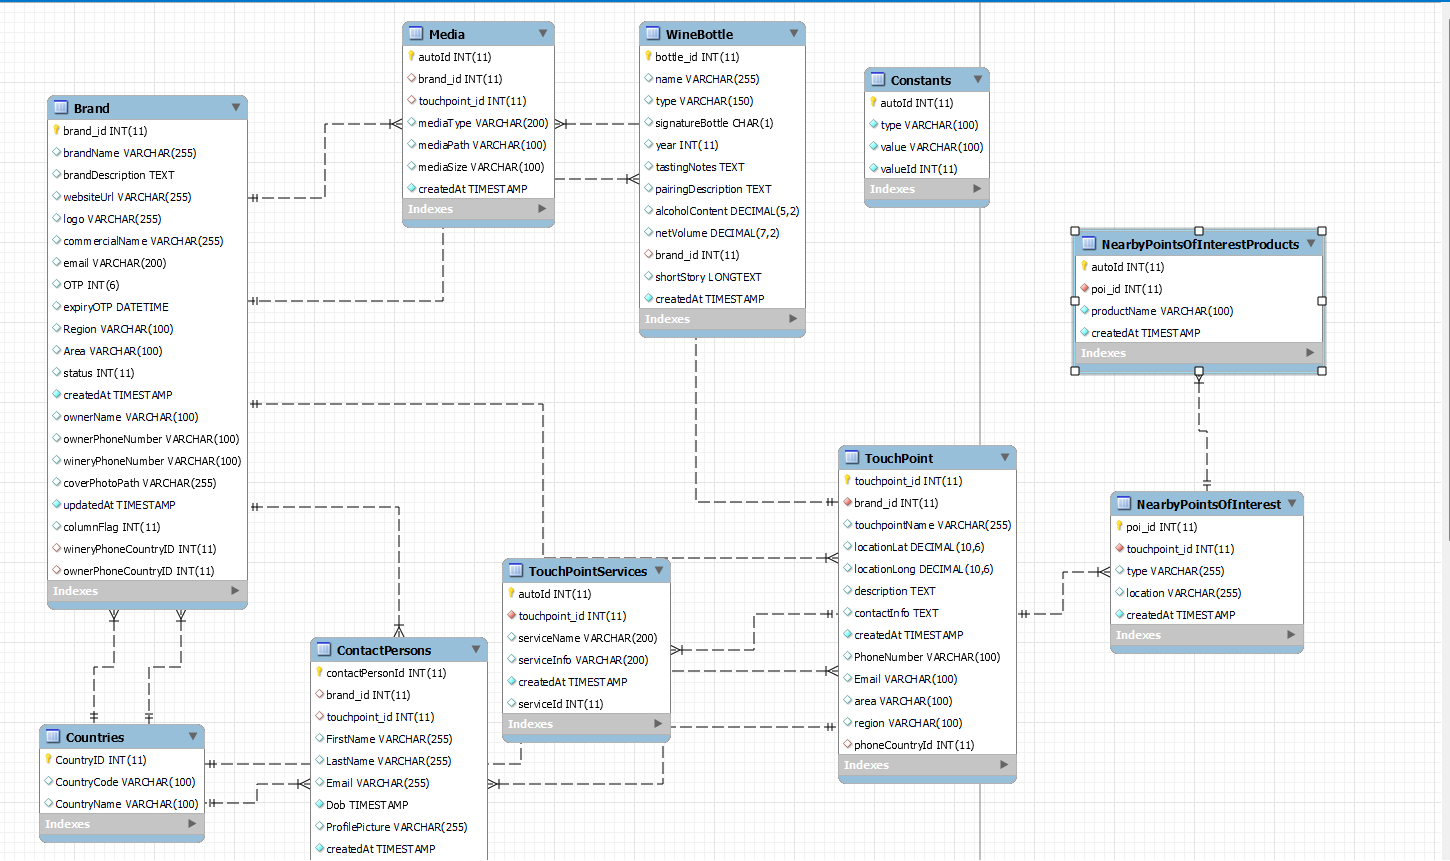 Media
autoId INT(11)
brand_id INT(11)
touchpoint_id INT(11)
mediaType VARCHAR(200)
mediaPath VARCHAR(100)
mediaSize VARCHAR(100)
createdAt TIMESTAMP
Indexes
WineBottle
bottle_id INT(11)
name VARCHAR(255)
type VARCHAR(150)
signatureBottle CHAR(1)
year INT(11)
tastingNotes TEXT
pairingDescription TEXT
alcoholContent DECIMAL(5,2)
netVolume DECIMAL(7,2)
brand_id INT(11)
shortStory LONGTEXT
createdAt TIMESTAMP
Indexes
Constants
autoId INT(11)
type VARCHAR(100)
value VARCHAR(100)
valueId INT(11)
Indexes
Brand
brand_id INT(11)
brandName VARCHAR(255)
brandDescription TEXT
websiteUrl VARCHAR(255)
logo VARCHAR(255)
commercialName VARCHAR(255)
email VARCHAR(200)
OTP INT(6)
expiryOTP DATETIME
Region VARCHAR(100)
Area VARCHAR(100)
status INT(11)
createdAt TIMESTAMP
ownerName VARCHAR(100)
ownerPhoneNumber VARCHAR(100)
wineryPhoneNumber VARCHAR(100)
coverPhotoPath VARCHAR(255)
updatedAt TIMESTAMP
columnFlag INT(11)
wineryPhoneCountryID INT(11)
ownerPhoneCountryID INT(11)
Indexes
NearbyPointsOfInterestProducts
autoId INT(11)
poi_id INT(11)
productName VARCHAR(100)
createdAt TIMESTAMP
Indexes
TouchPoint
touchpoint_id INT(11)
brand_id INT(11)
touchpointName VARCHAR(255)
locationLat DECIMAL(10,6)
locationLong DECIMAL(10,6)
description TEXT
contactInfo TEXT
createdAt TIMESTAMP
PhoneNumber VARCHAR(100)
Email VARCHAR(100)
area VARCHAR(100)
region VARCHAR(100)
phoneCountryId INT(11)
Indexes
NearbyPointsOfInterest
poi_id INT(11)
touchpoint_id INT(11)
type VARCHAR(255)
location VARCHAR(255)
createdAt TIMESTAMP
Indexes
TouchPointServices
autoId INT(11)
touchpoint_id INT(11)
serviceName VARCHAR(200)
serviceInfo VARCHAR(200)
createdAt TIMESTAMP
serviceId INT(11)
Indexes
ContactPersons
contactPersonId INT(11)
brand_id INT(11)
touchpoint_id INT(11)
FirstName VARCHAR(255)
LastName VARCHAR(255)
Email VARCHAR(255)
Dob TIMESTAMP
ProfilePicture VARCHAR(255)
createdAt TIMESTAMP
Countries
CountryID INT(11)
CountryCode VARCHAR(100)
CountryName VARCHAR(100)
Indexes